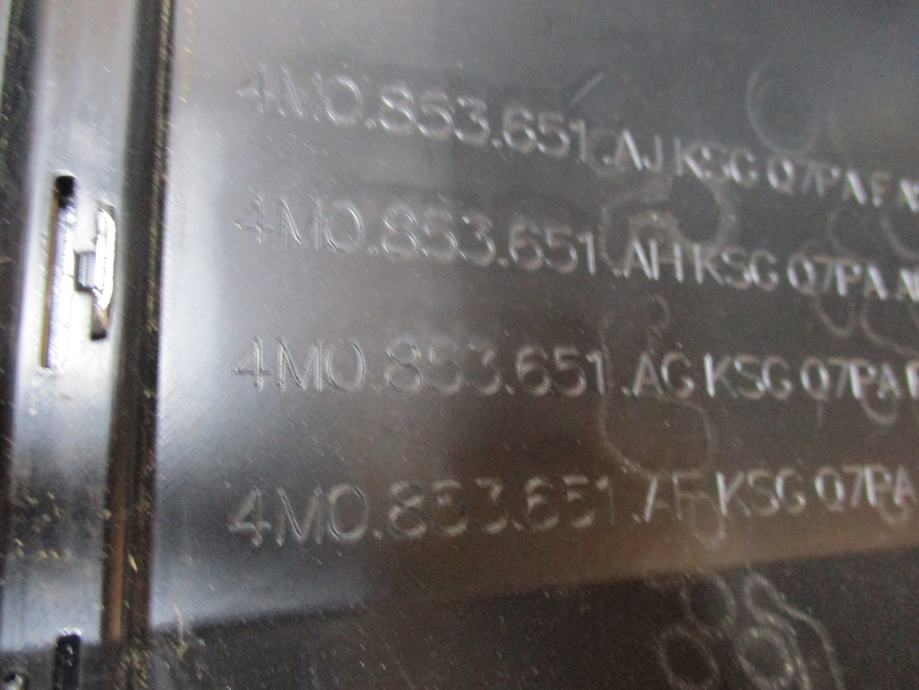 4M0.853.651.AJ KSG Q7PA
4M0.853.651.AH KSG Q7PA
4M0.853.651.AG KSG Q7PA
4M0.853.651.AF KSG Q7PA